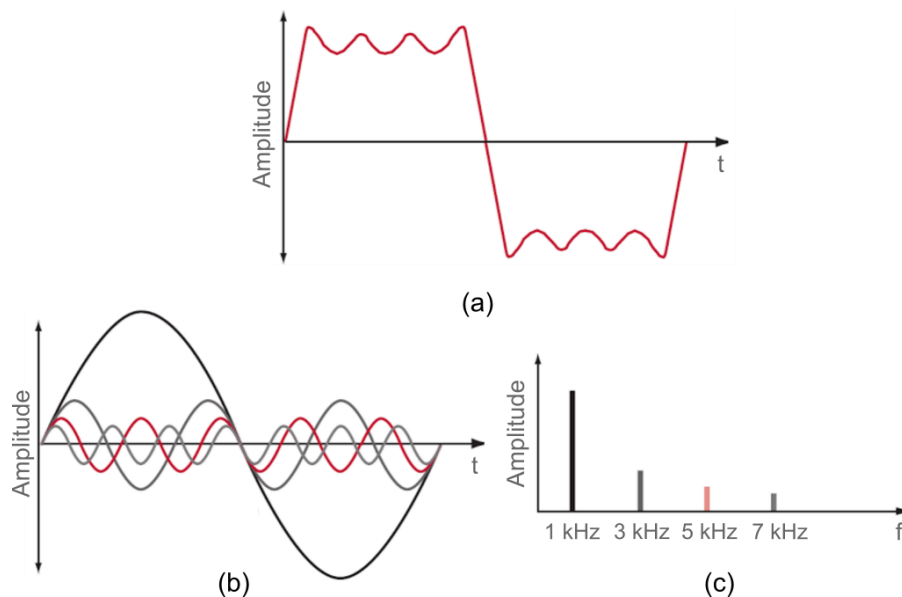 Amplitude
t
(a)
Amplitude
t
(b)
Amplitude
1 kHz 3 kHz 5 kHz 7 kHz f
(c)